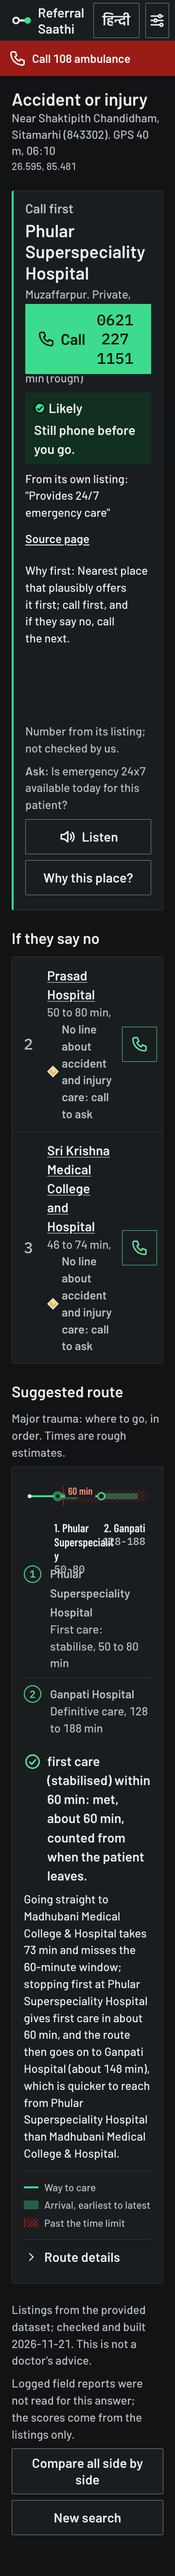 Referral
Saathi
हिन्दी
Call 108 ambulance
Accident or injury
Near Shaktipith Chandidham,
Sitamarhi (843302). GPS 40
m, 06:10
26.595, 85.481
Call first
Phular
Superspeciality
Hospital
Muzaffarpur. Private,
Call
0621
227
1151
min (rough)
Likely
Still phone before
you go.
From its own listing:
"Provides 24/7
emergency care"
Source page
Why first: Nearest place
that plausibly offers
it first; call first, and
if they say no, call
the next.
Number from its listing;
not checked by us.
Ask: Is emergency 24x7
available today for this
patient?
Listen
Why this place?
If they say no
2
Prasad
Hospital
50 to 80 min,
No line
about
accident
and injury
care: call
to ask
3
Sri Krishna
Medical
College
and
Hospital
46 to 74 min,
No line
about
accident
and injury
care: call
to ask
Suggested route
Major trauma: where to go, in
order. Times are rough
estimates.
60 min
1. Phular
Superspecialit
y
50-80
2. Ganpati
128-188
1
Phular
Superspeciality
Hospital
First care:
stabilise, 50 to 80
min
2
Ganpati Hospital
Definitive care, 128
to 188 min
first care
(stabilised) within
60 min: met,
about 60 min,
counted from
when the patient
leaves.
Going straight to
Madhubani Medical
College & Hospital takes
73 min and misses the
60-minute window;
stopping first at Phular
Superspeciality Hospital
gives first care in about
60 min, and the route
then goes on to Ganpati
Hospital (about 148 min),
which is quicker to reach
from Phular
Superspeciality Hospital
than Madhubani Medical
College & Hospital.
Way to care
Arrival, earliest to latest
Past the time limit
Route details
Listings from the provided
dataset; checked and built
2026-11-21. This is not a
doctor's advice.
Logged field reports were
not read for this answer;
the scores come from the
listings only.
Compare all side by
side
New search